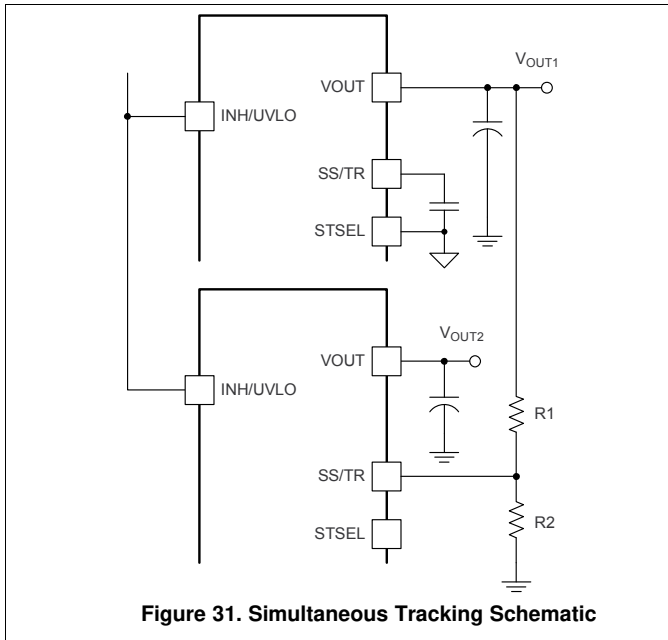 VOUT1
VOUT
INH/UVLO
SS/TR
STSEL
VOUT2
VOUT
INH/UVLO
R1
SS/TR
R2
STSEL
Figure 31. Simultaneous Tracking Schematic